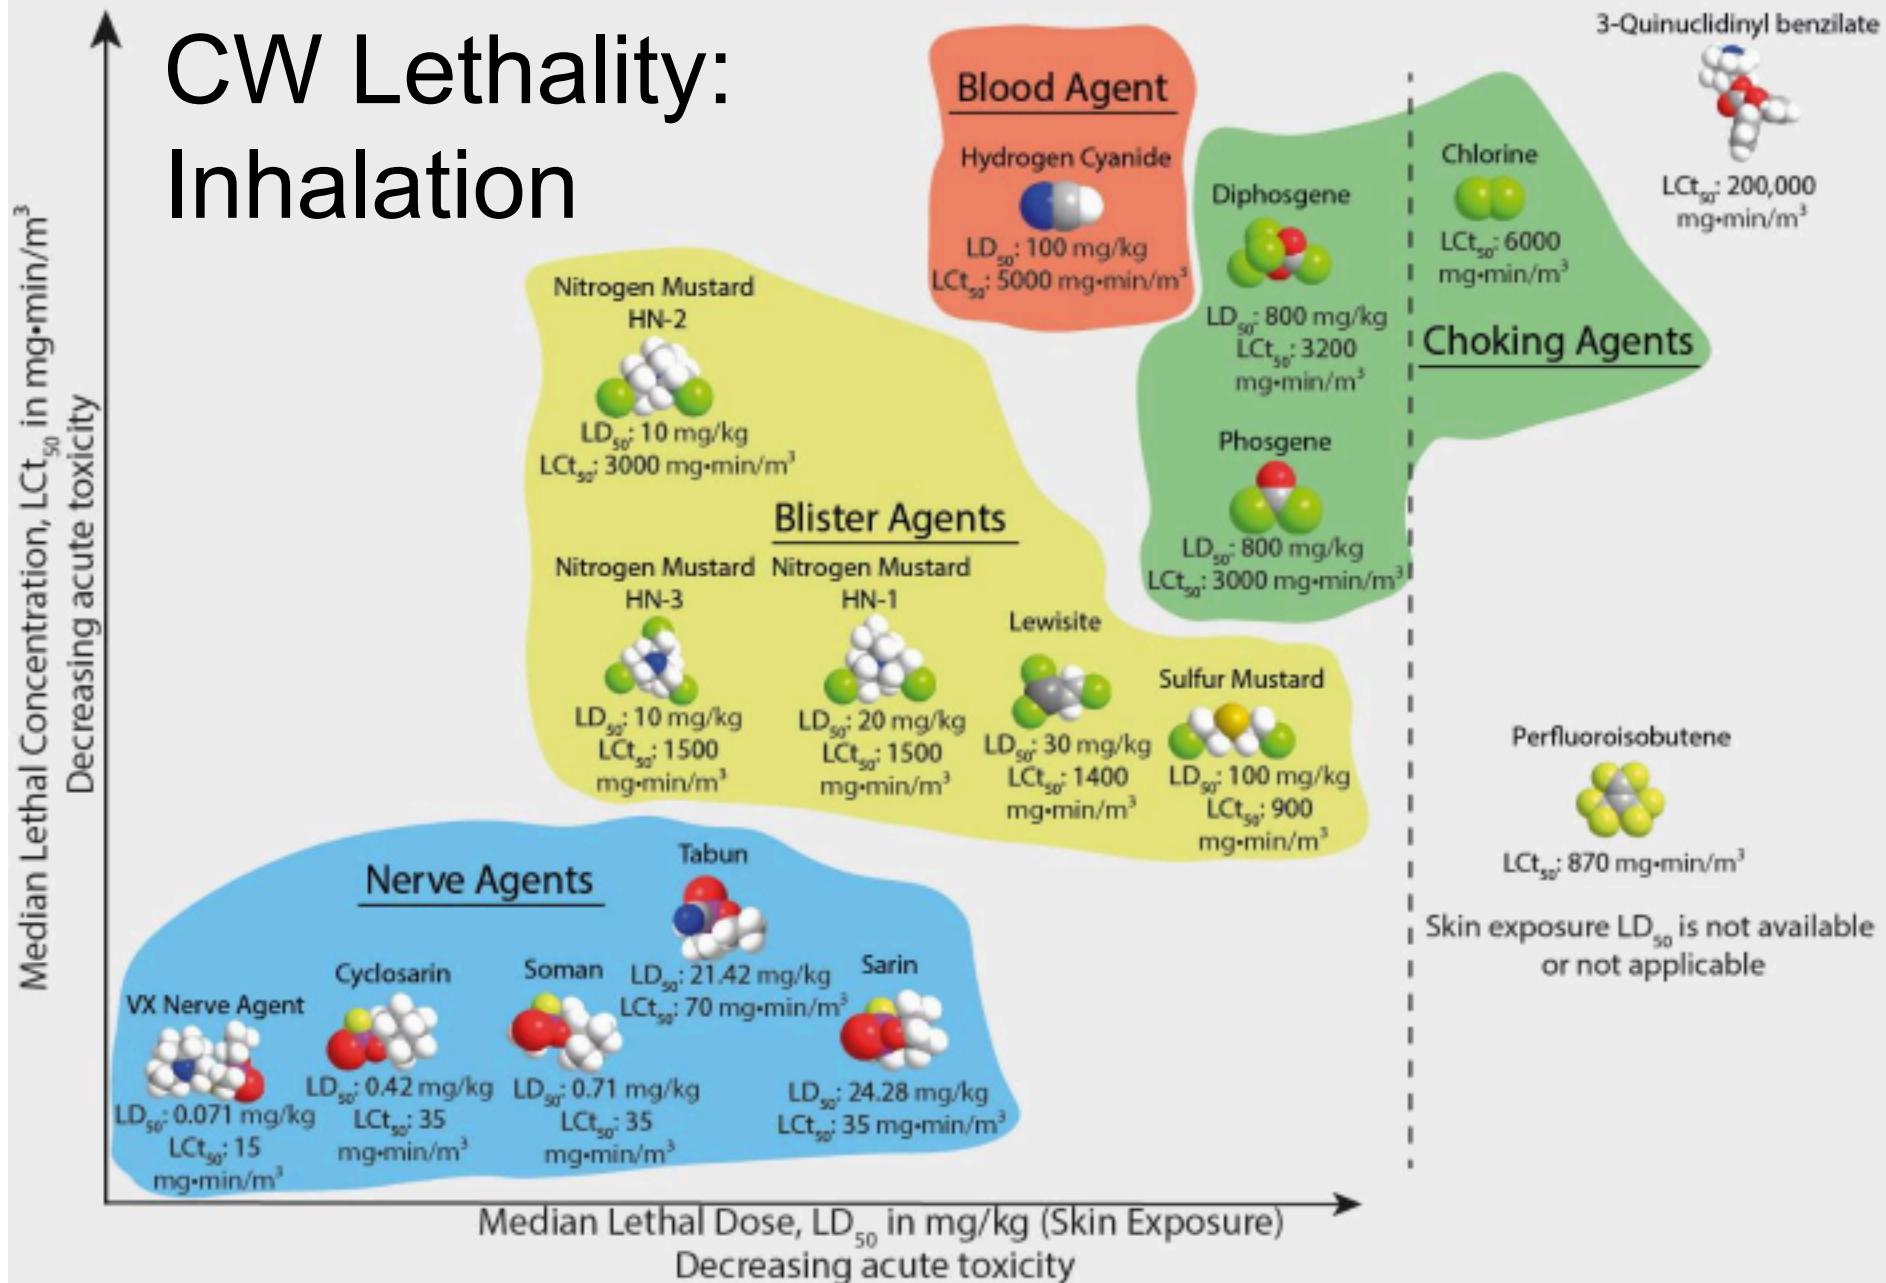 CW Lethality:
Inhalation
Median Lethal Concentration, LCt50 in mg•min/m³
Decreasing acute toxicity
Blood Agent
Hydrogen Cyanide
LD50: 100 mg/kg
LCt50: 5000 mg•min/m³
Diphosgene
LD50: 800 mg/kg
LCt50: 3200
mg•min/m³
Phosgene
LD50: 800 mg/kg
LCt50: 3000 mg•min/m³
Chlorine
LCt50: 6000
mg•min/m³
Choking Agents
3-Quinuclidinyl benzilate
LCt50: 200,000
mg•min/m³
Nitrogen Mustard
HN-2
LD50: 10 mg/kg
LCt50: 3000 mg•min/m³
Blister Agents
Nitrogen Mustard
HN-3
LD50: 10 mg/kg
LCt50: 1500
mg•min/m³
Nitrogen Mustard
HN-1
LD50: 20 mg/kg
LCt50: 1500
mg•min/m³
Lewisite
LD50: 30 mg/kg
LCt50: 1400
mg•min/m³
Sulfur Mustard
LD50: 100 mg/kg
LCt50: 900
mg•min/m³
Perfluoroisobutene
LCt50: 870 mg•min/m³
Skin exposure LD50 is not available
or not applicable
Nerve Agents
Tabun
LD50: 21.42 mg/kg
LCt50: 70 mg•min/m³
VX Nerve Agent
LD50: 0.071 mg/kg
LCt50: 15
mg•min/m³
Cyclosarin
LD50: 0.42 mg/kg
LCt50: 35
mg•min/m³
Soman
LD50: 0.71 mg/kg
LCt50: 35
mg•min/m³
Sarin
LD50: 24.28 mg/kg
LCt50: 35 mg•min/m³
Median Lethal Dose, LD50 in mg/kg (Skin Exposure)
Decreasing acute toxicity